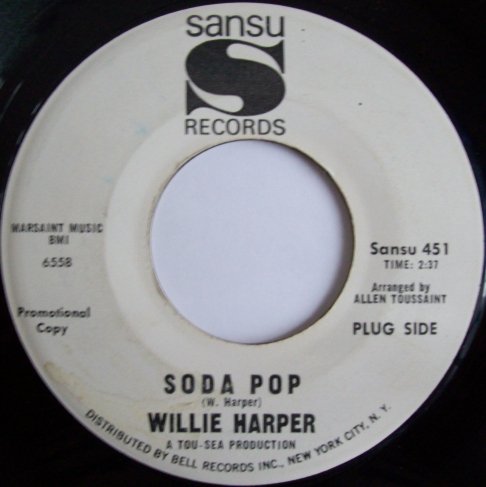 sansu
S
RECORDS
MARSAINT MUSIC
BMI
6558
Sansu 451
TIME: 2:37
Arranged by
ALLEN TOUSSAINT
Promotional
Copy
PLUG SIDE
SODA POP
(W. Harper)
WILLIE HARPER
A TOU-SEA PRODUCTION
DISTRIBUTED BY BELL RECORDS INC., NEW YORK CITY, N. Y.